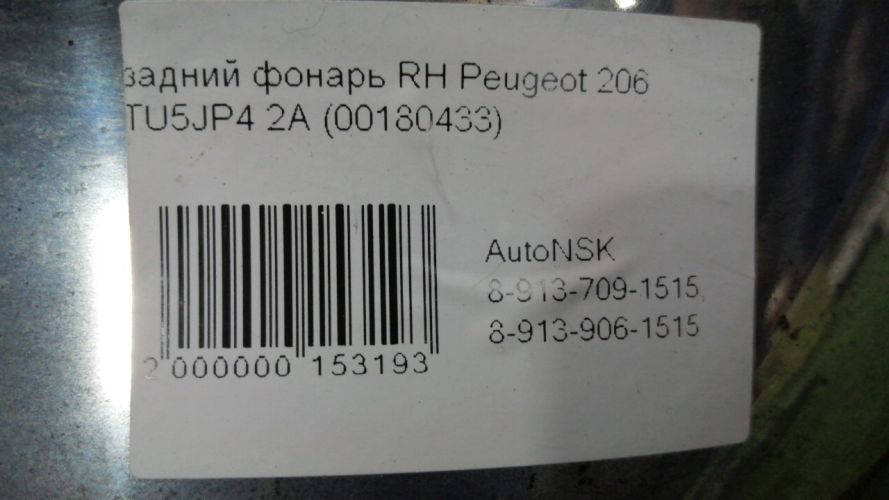 задний фонарь RH Peugeot 206
TU5JP4 2A (00180433)
AutoNSK
8-913-709-1515,
8-913-906-1515
2 000000 153193